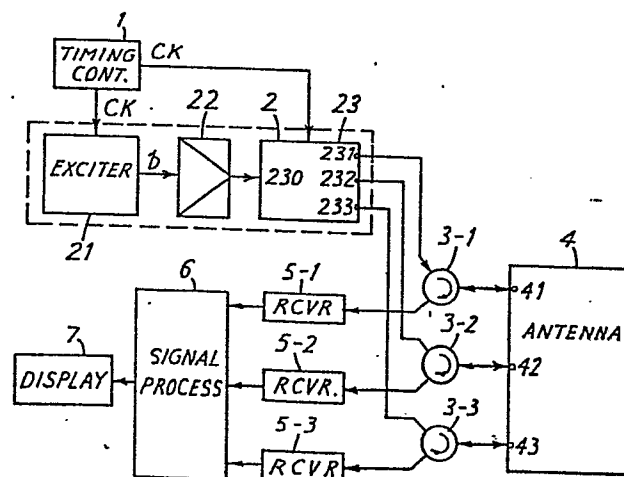 1
TIMING
CONT.
CK
CK
22
2
23
EXCITER
b
230
231
232
233
21
3-1
4
6
5-1
RCVR
41
7
3-2
ANTENNA
DISPLAY
SIGNAL
PROCESS
5-2
RCVR.
42
5-3
3-3
RCVR
43